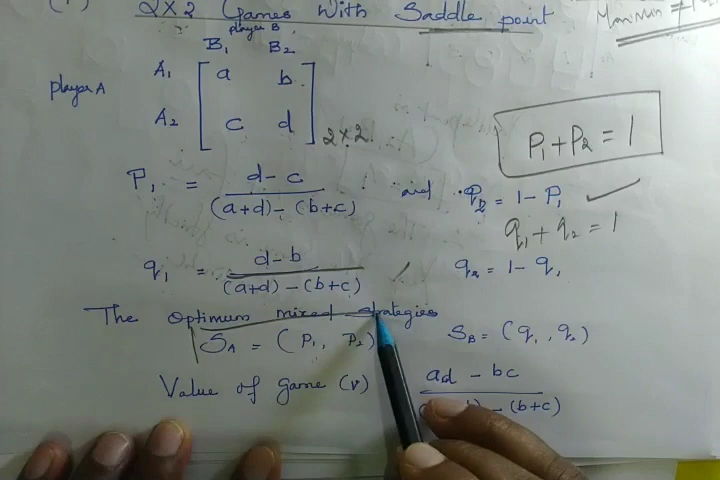 2x2 Games With Saddle point
player B
B₁ B₂
player A
A₁ [a b]
A₂ [c d] 2x2
P₁ + P₂ = 1
P₁ = d-c / (a+d) - (b+c) and P₂ = 1 - P₁
q₁ + q₂ = 1
q₁ = d-b / (a+d) - (b+c) q₂ = 1 - q₁
The optimum mixed strategies
S_A = (P₁, P₂) S_B = (q₁, q₂)
Value of Game (v) ad - bc / - (b+c)